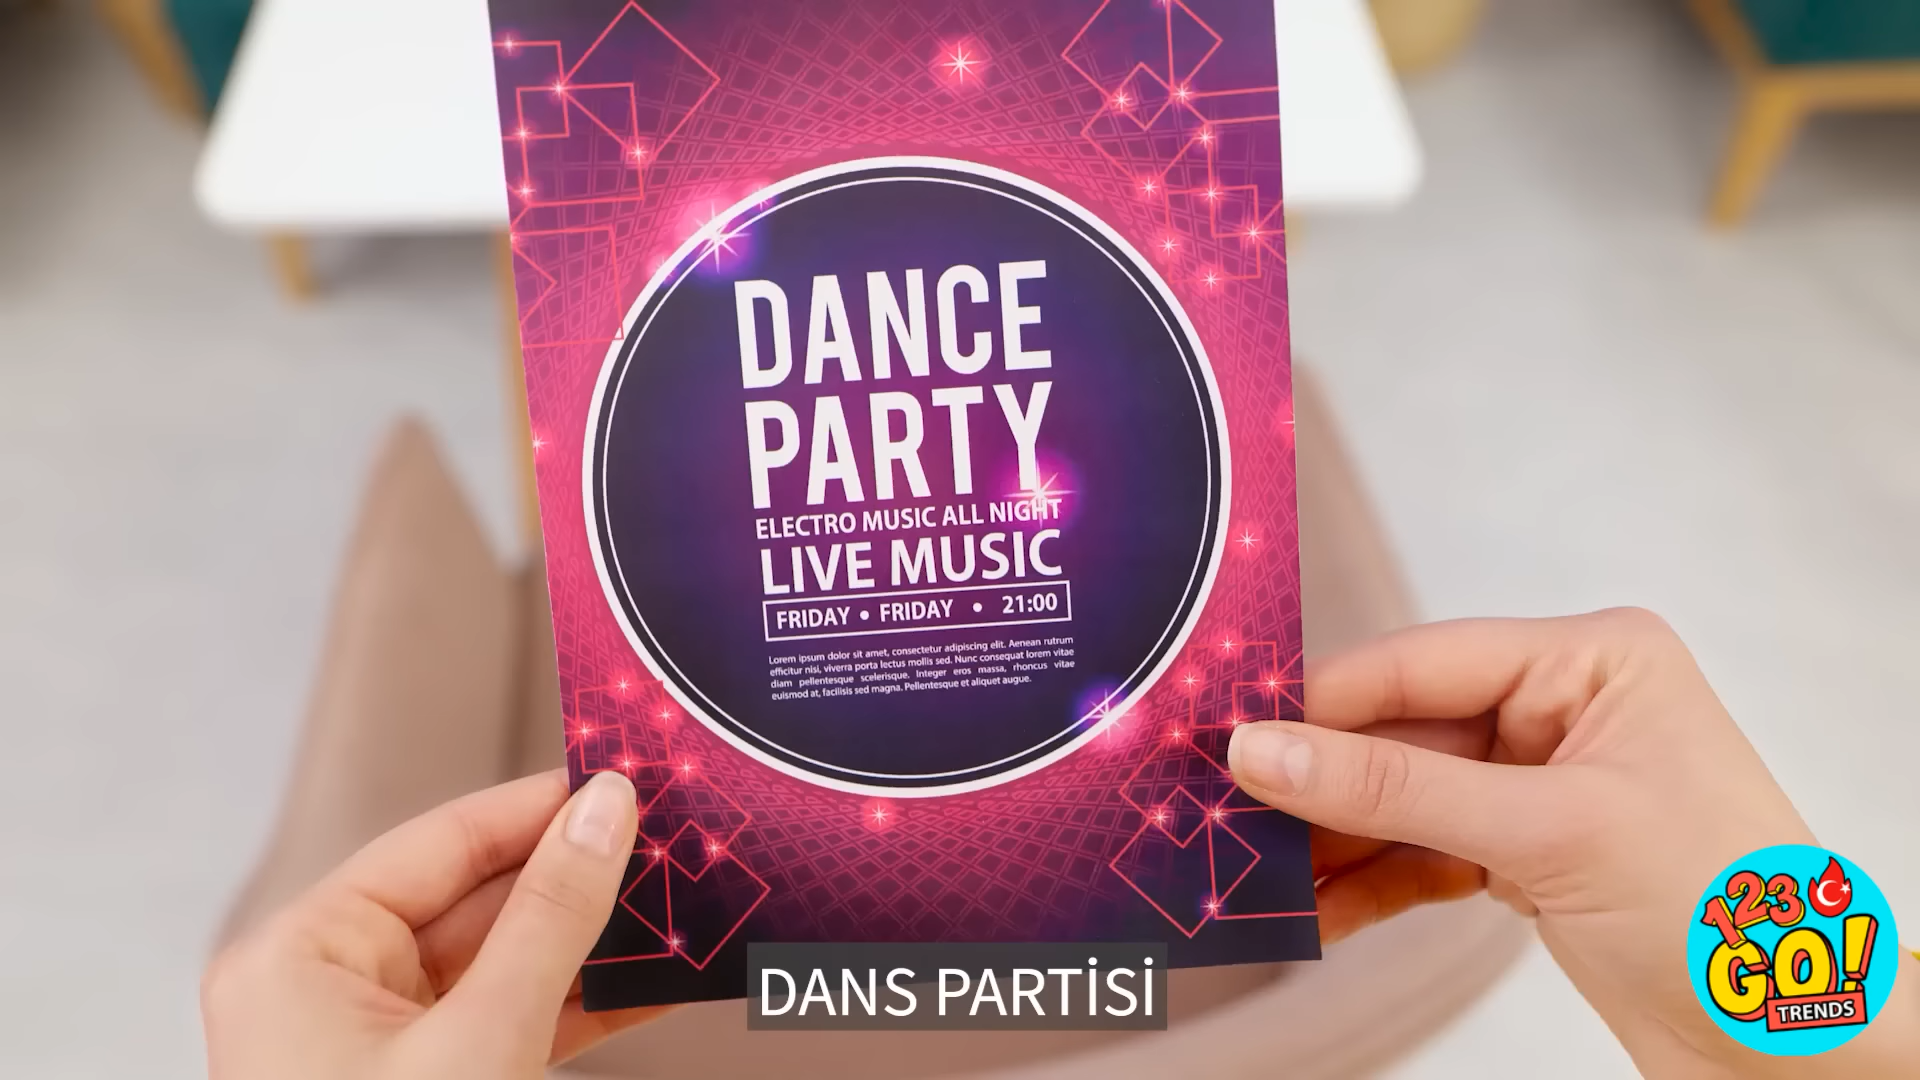 DANCE
PARTY
ELECTRO MUSIC ALL NIGHT
LIVE MUSIC
FRIDAY • FRIDAY • 21:00
Lorem ipsum dolor sit amet, consectetur adipiscing elit. Aenean rutrum
efficitur nisi, viverra porta lectus mollis sed. Nunc consequat lorem vitae
diam pellentesque scelerisque. Integer eros massa, rhoncus vitae
euismod at, facilisis sed magna. Pellentesque et aliquet augue.
DANS PARTİSİ
123
GO!
TRENDS